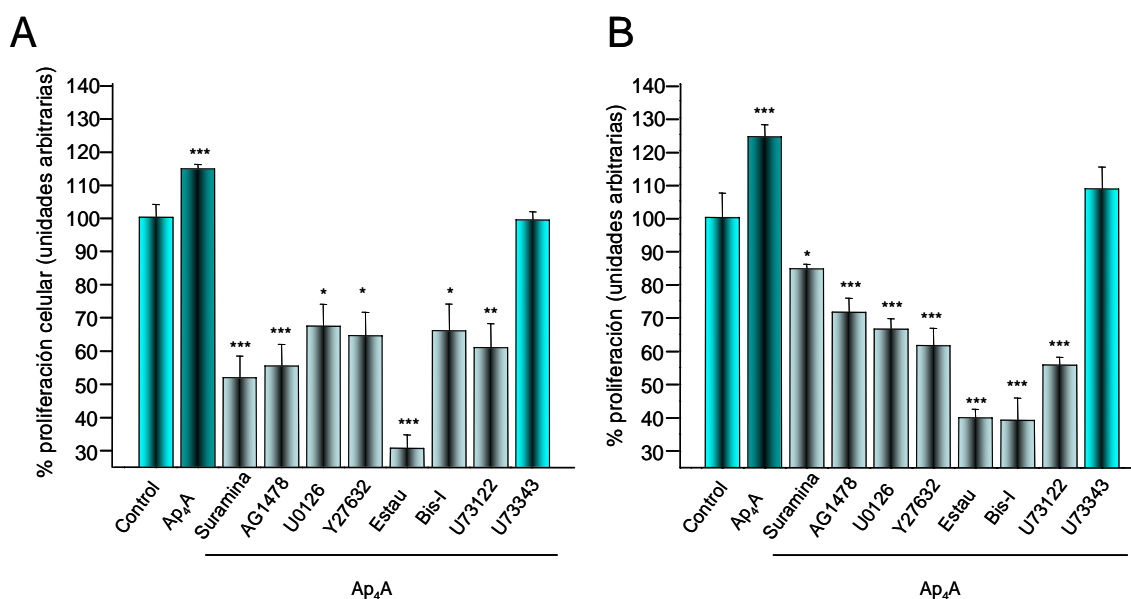 A
% proliferación celular (unidades arbitrarias)
140
130
120
110
100
90
80
70
60
50
40
30
***
***
***
*
*
***
*
**
Control
Ap4A
Suramina
AG1478
U0126
Y27632
Estau
Bis-I
U73122
U73343
Ap4A
B
% proliferación (unidades arbitrarias)
140
130
120
110
100
90
80
70
60
50
40
30
***
*
***
***
***
***
***
***
Control
Ap4A
Suramina
AG1478
U0126
Y27632
Estau
Bis-I
U73122
U73343
Ap4A